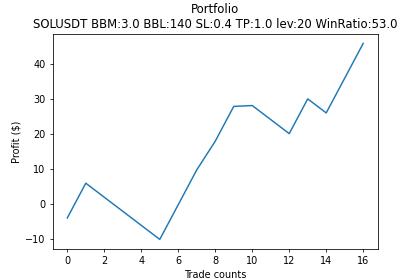 Portfolio
SOLUSDT BBM:3.0 BBL:140 SL:0.4 TP:1.0 lev:20 WinRatio:53.0
40
30
20
10
0
−10
Profit ($)
0 2 4 6 8 10 12 14 16
Trade counts